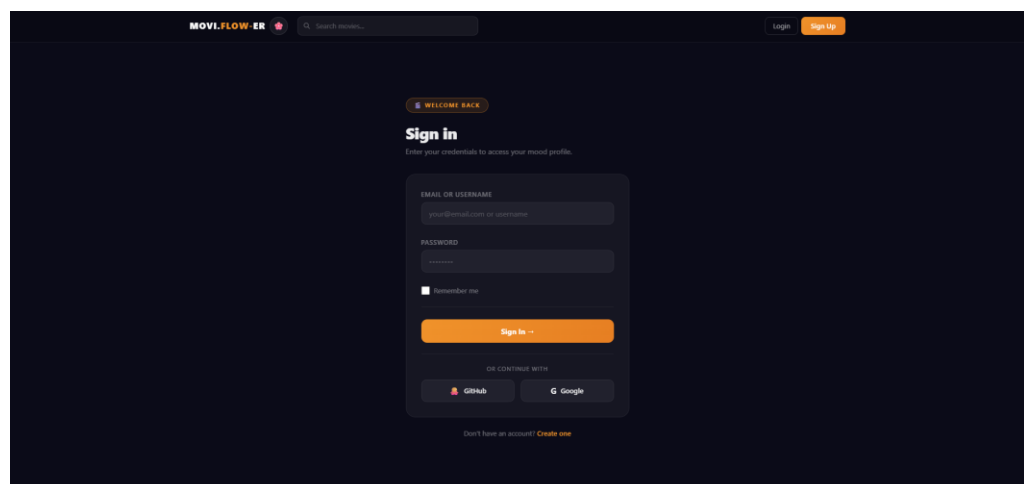 MOVI.FLOW-ER
Search movies...
Login
Sign Up
WELCOME BACK
Sign in
Enter your credentials to access your mood profile.
EMAIL OR USERNAME
your@email.com or username
PASSWORD
--------
Remember me
Sign In →
OR CONTINUE WITH
GitHub
G Google
Don't have an account? Create one